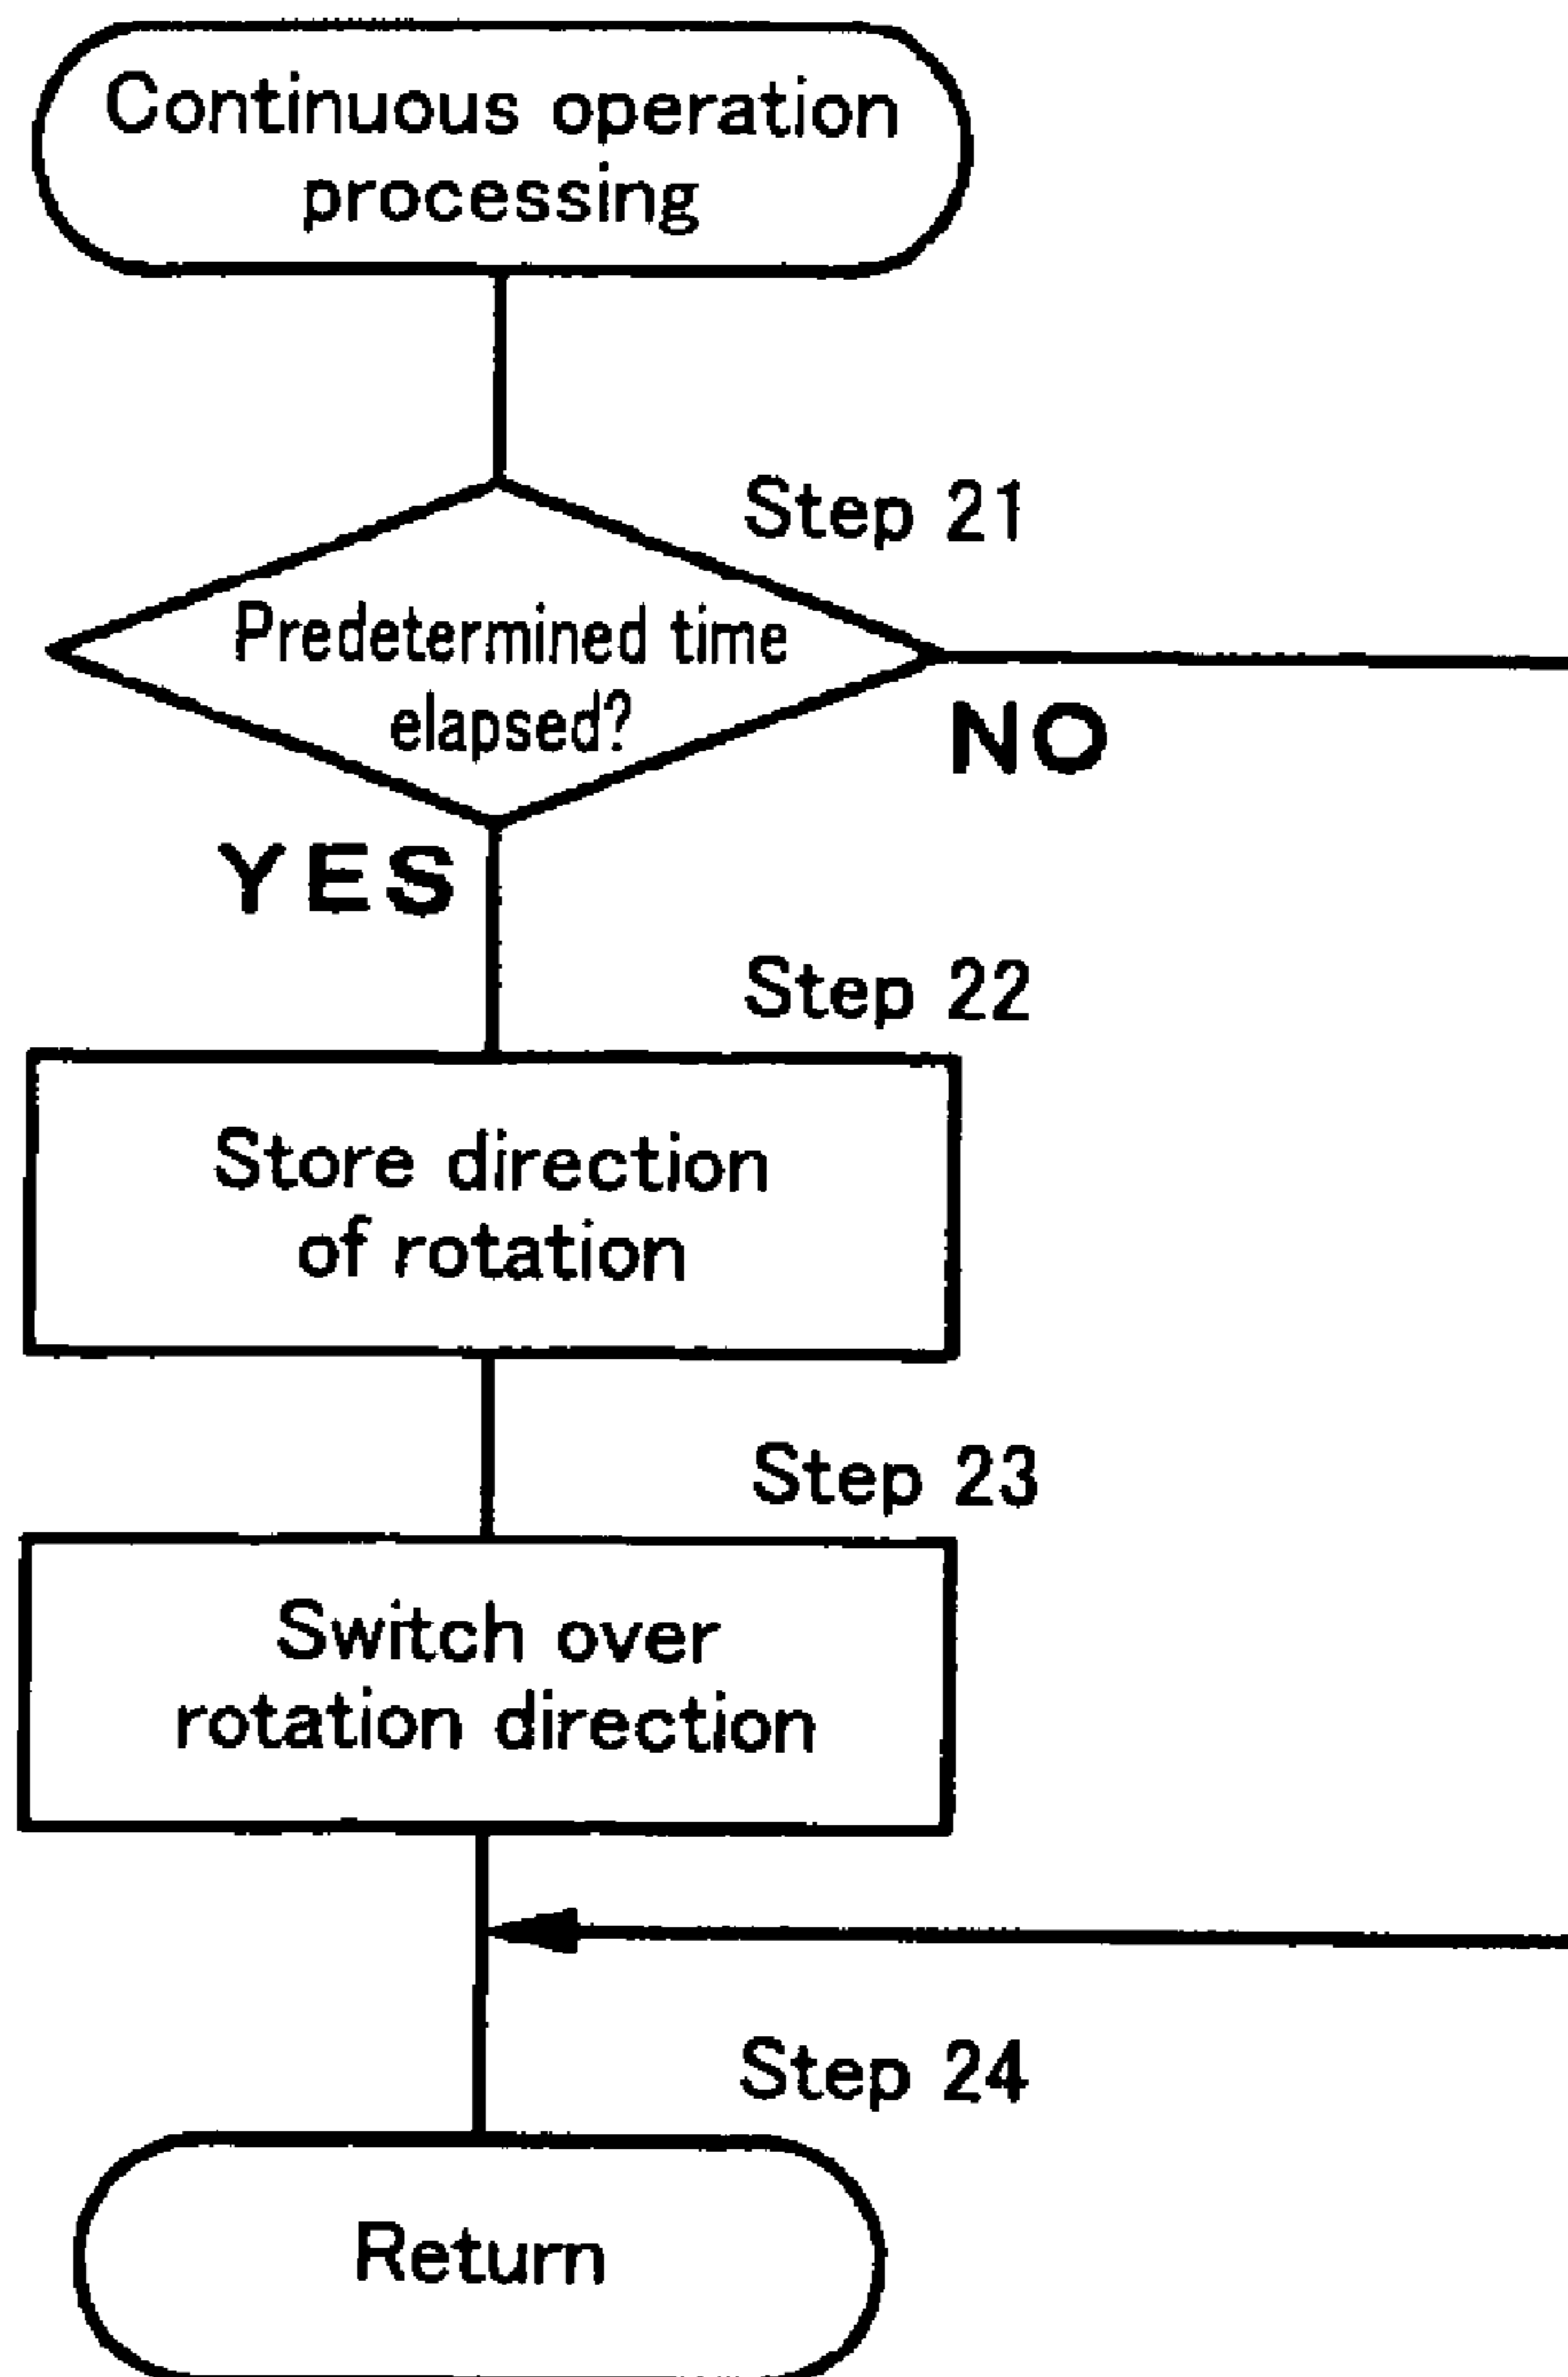 Continuous operation
processing
Step 21
Predetermined time
elapsed?
NO
YES
Step 22
Store direction
of rotation
Step 23
Switch over
rotation direction
Step 24
Return